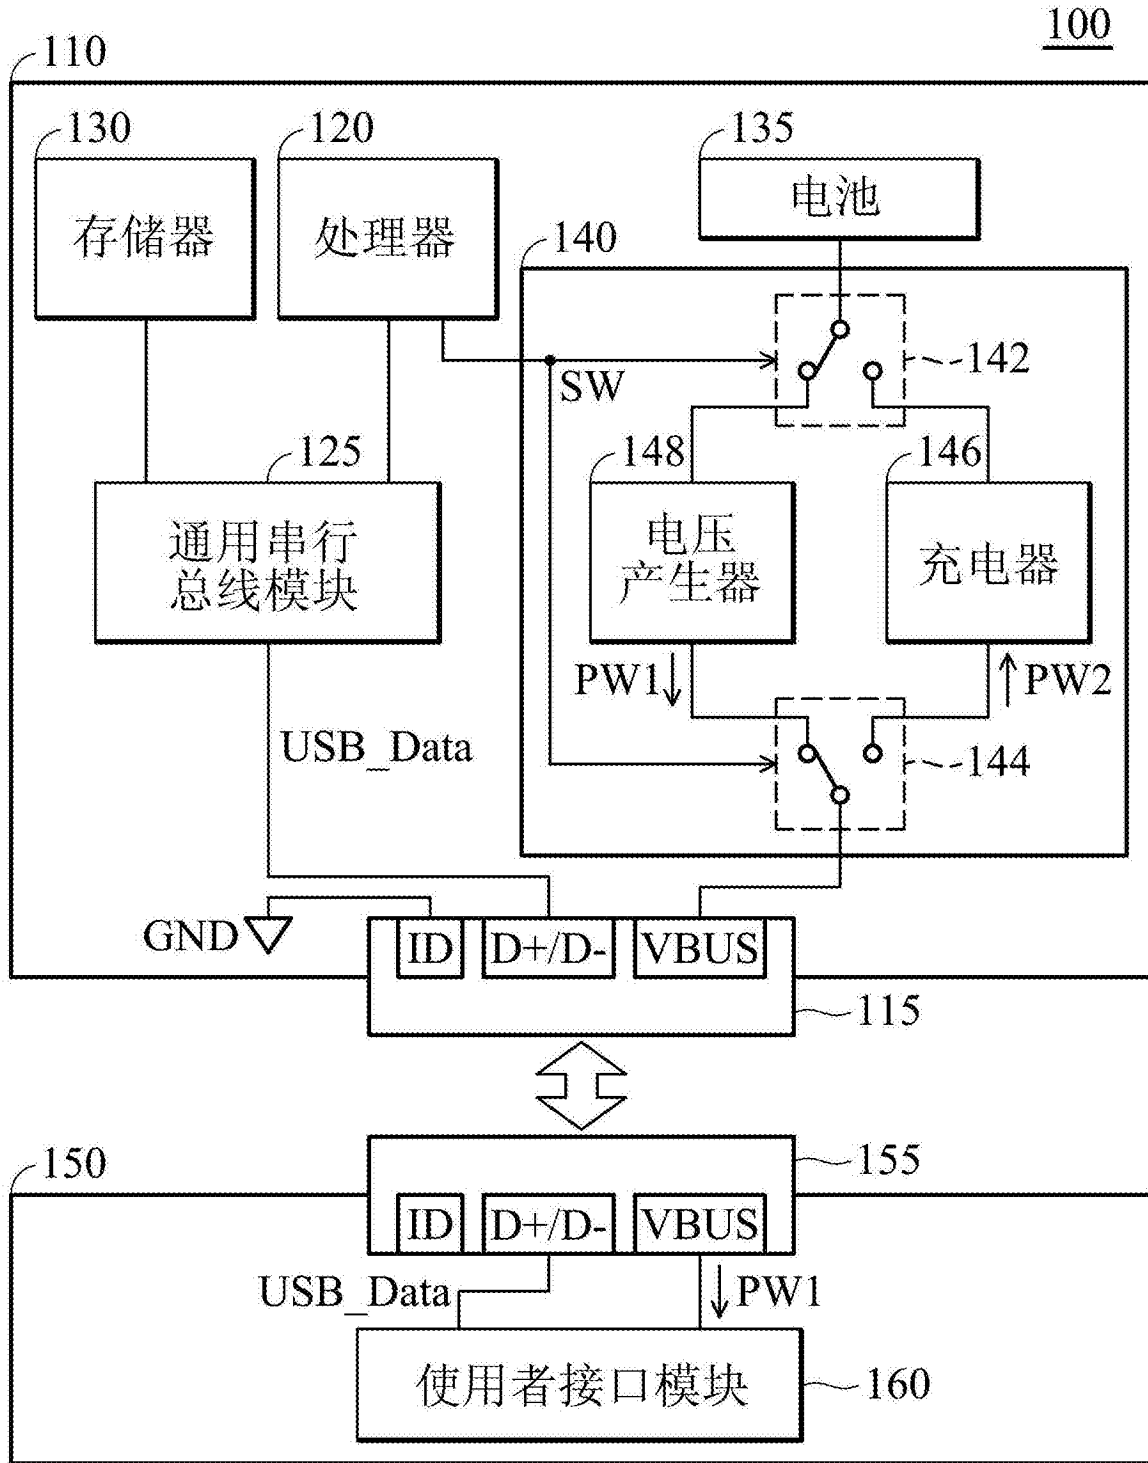 100
110
130
120
135
存储器
处理器
电池
140
142
SW
125
148
146
通用串行
总线模块
电压
产生器
充电器
PW1
PW2
USB_Data
144
GND
ID
D+/D-
VBUS
115
150
155
ID
D+/D-
VBUS
USB_Data
PW1
使用者接口模块
160